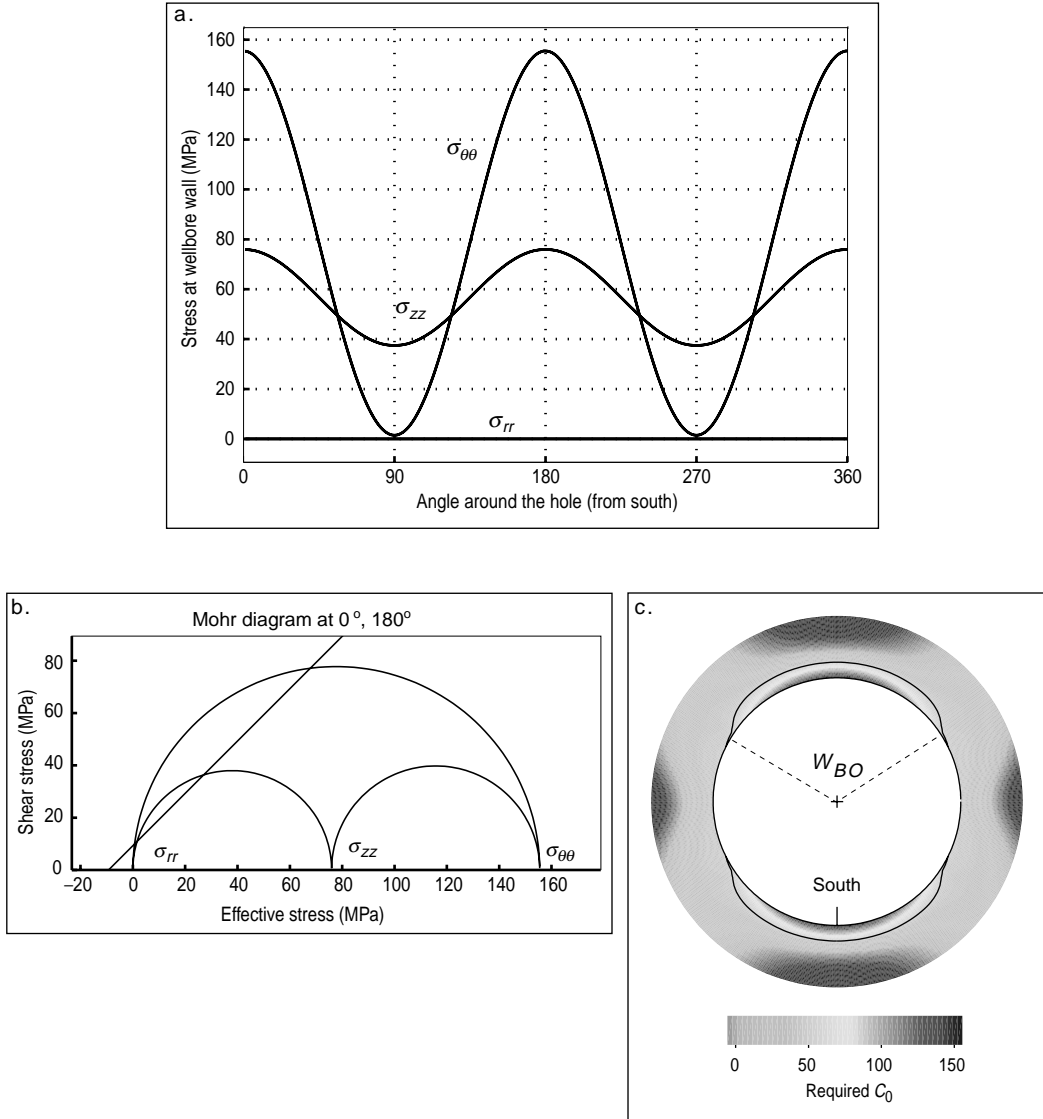 a.
160
140
120
100
80
60
40
20
0
Stress at wellbore wall (MPa)
σθθ
σzz
σrr
0 90 180 270 360
Angle around the hole (from south)
b.
Mohr diagram at 0°, 180°
80
60
40
20
0
Shear stress (MPa)
σrr σzz σθθ
–20 0 20 40 60 80 100 120 140 160
Effective stress (MPa)
c.
WBO
South
0 50 100 150
Required C0